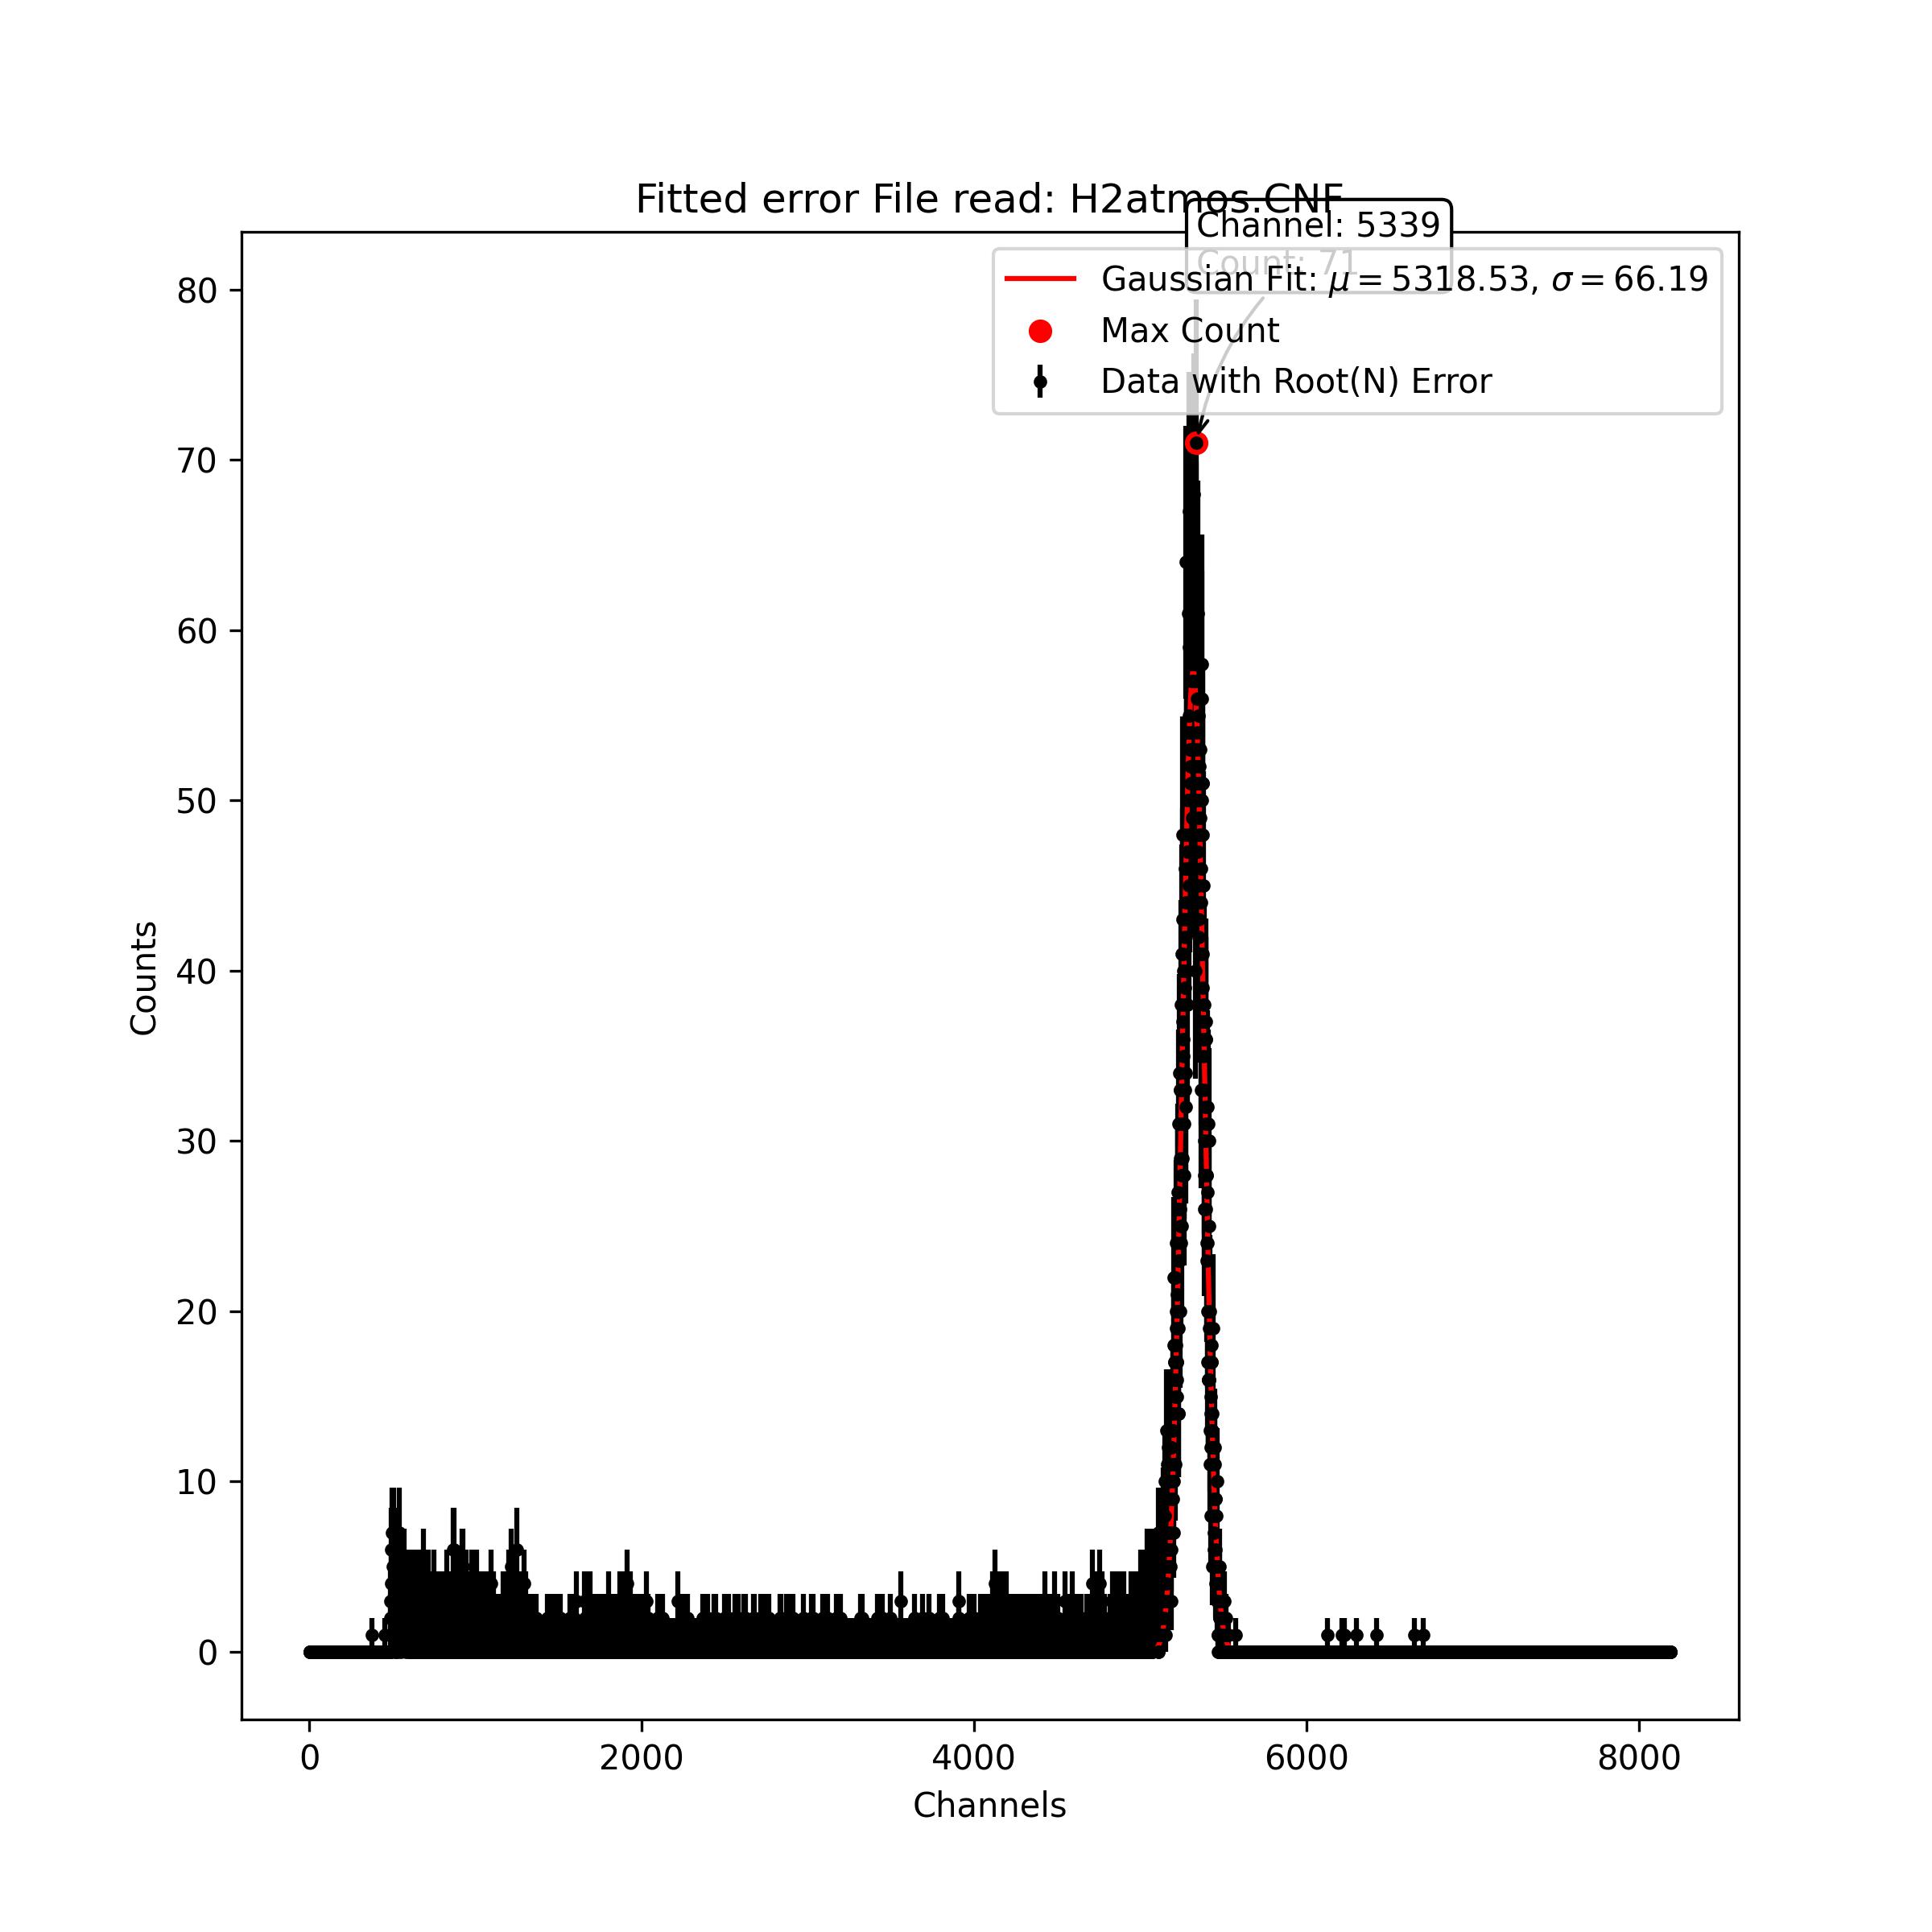 Fitted error File read: H2atmos.CNF
Channel: 5339
Count: 71
Gaussian Fit: μ = 5318.53, σ = 66.19
Max Count
Data with Root(N) Error
Counts
80
70
60
50
40
30
20
10
0
0 2000 4000 6000 8000
Channels